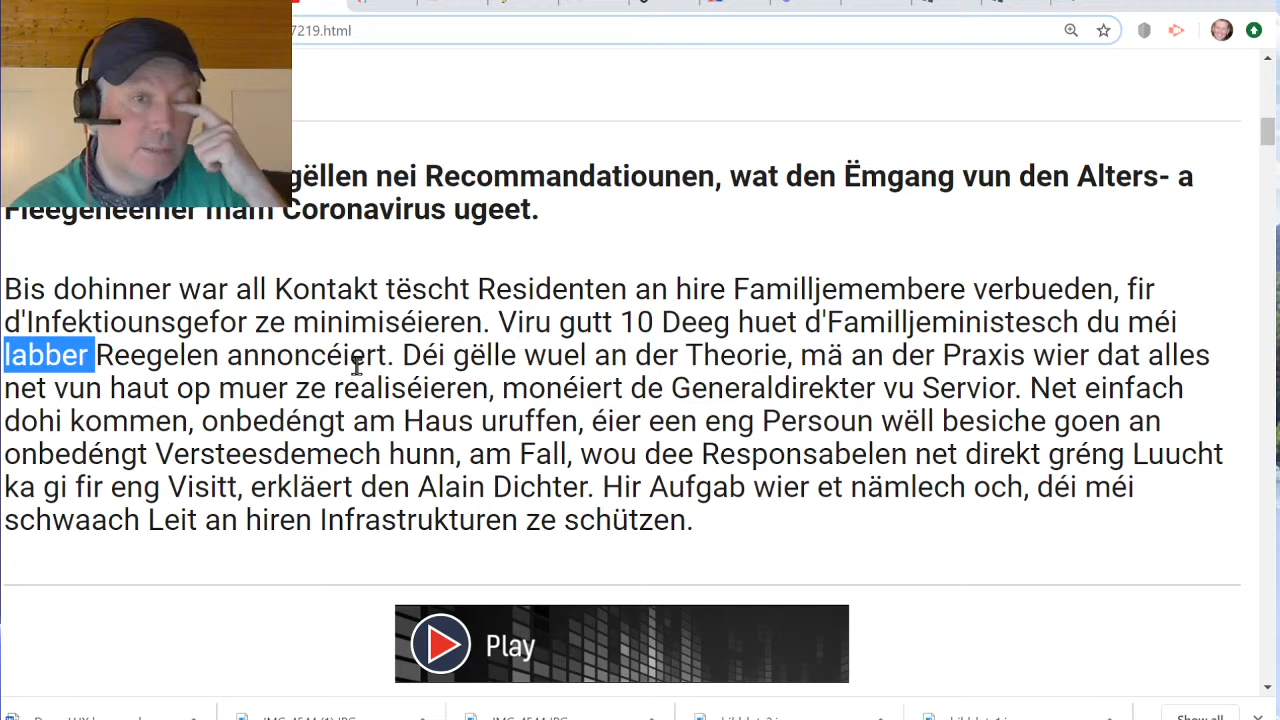 7219.html
gëllen nei Recommandatiounen, wat den Ëmgang vun den Alters- a
Fleegeheemer mam Coronavirus ugeet.
Bis dohinner war all Kontakt tëscht Residenten an hire Familljemembere verbueden, fir
d'Infektiounsgefor ze minimiséieren. Viru gutt 10 Deeg huet d'Familljeministesch du méi
labber Reegelen annoncéiert. Déi gëlle wuel an der Theorie, mä an der Praxis wier dat alles
net vun haut op muer ze realiséieren, monéiert de Generaldirekter vu Servior. Net einfach
dohi kommen, onbedéngt am Haus uruffen, éier een eng Persoun wëll besiche goen an
onbedéngt Versteesdemech hunn, am Fall, wou dee Responsabelen net direkt gréng Luucht
ka gi fir eng Visitt, erkläert den Alain Dichter. Hir Aufgab wier et nämlech och, déi méi
schwaach Leit an hiren Infrastrukturen ze schützen.
Play
Show all